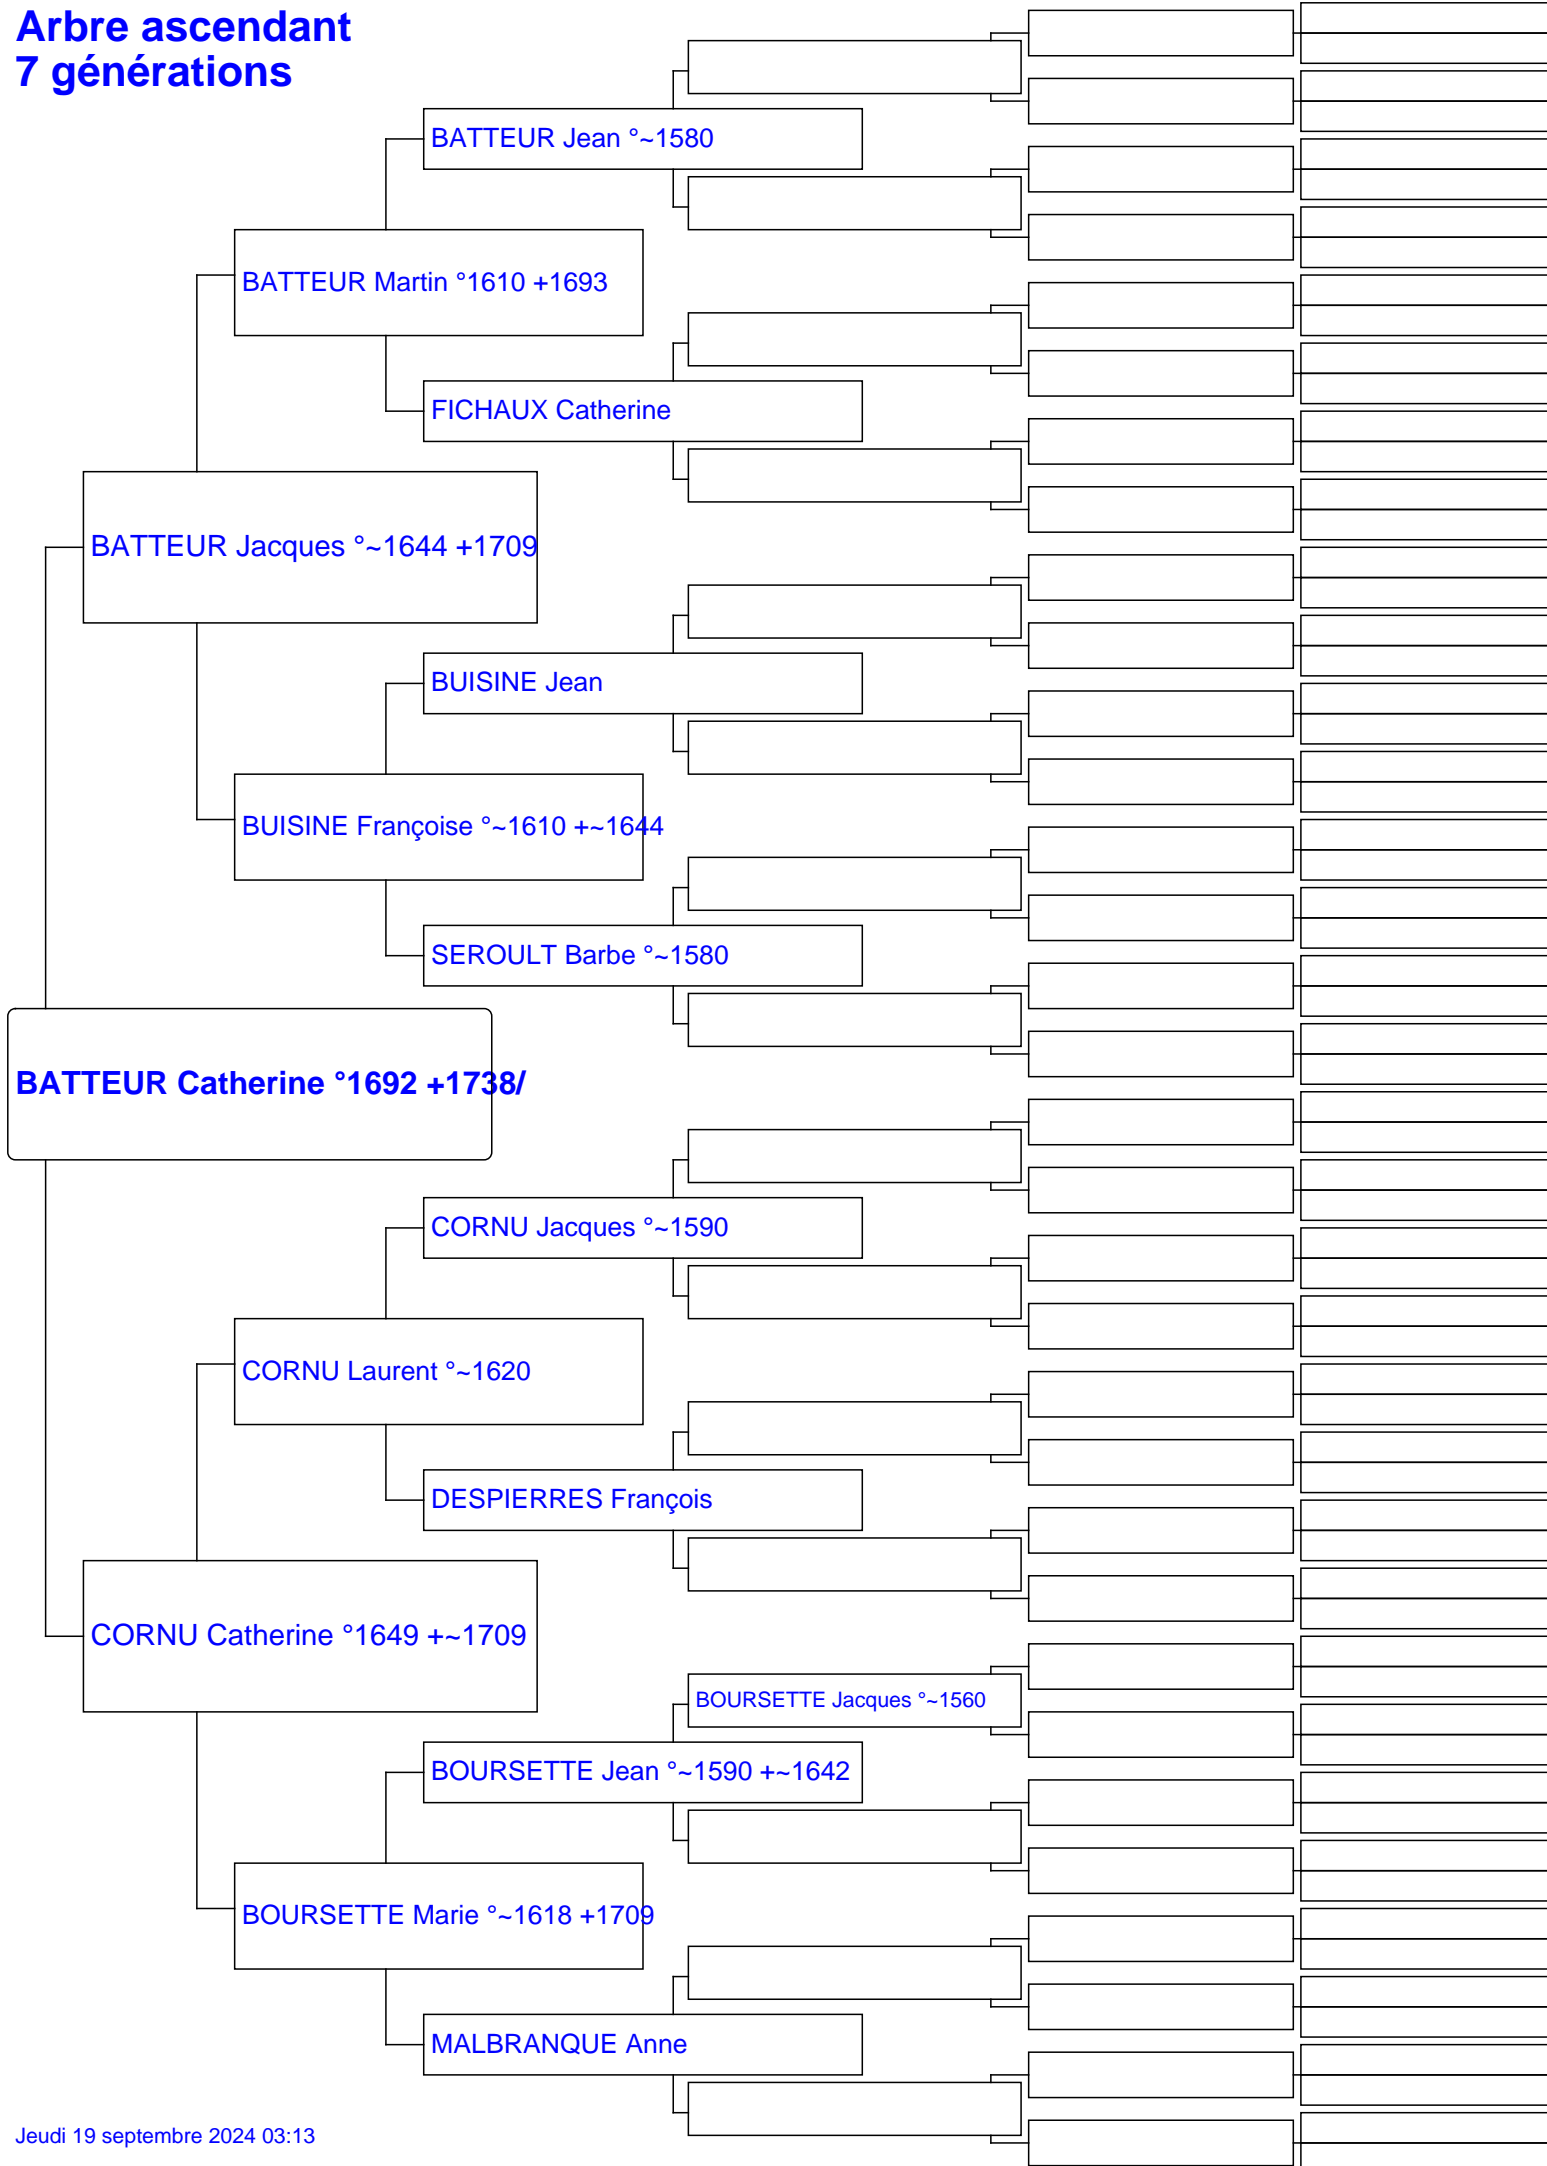 Arbre ascendant
7 générations
BATTEUR Jean °~1580
BATTEUR Martin °1610 +1693
FICHAUX Catherine
BATTEUR Jacques °~1644 +1709
BUISINE Jean
BUISINE Françoise °~1610 +~1644
SEROULT Barbe °~1580
BATTEUR Catherine °1692 +1738/
CORNU Jacques °~1590
CORNU Laurent °~1620
DESPIERRES François
CORNU Catherine °1649 +~1709
BOURSETTE Jacques °~1560
BOURSETTE Jean °~1590 +~1642
BOURSETTE Marie °~1618 +1709
MALBRANQUE Anne
Jeudi 19 septembre 2024 03:13